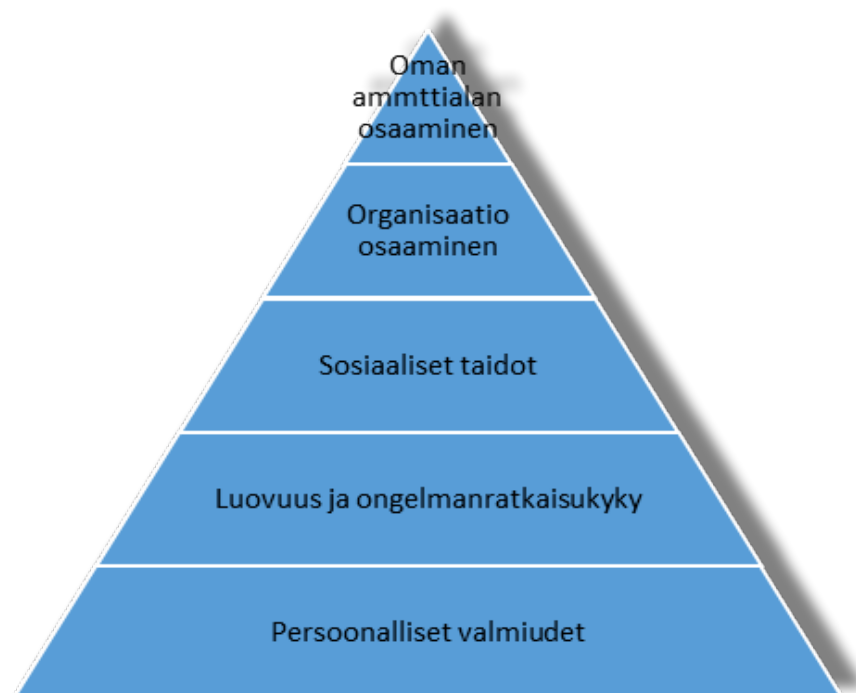 Oman
ammttialan
osaaminen
Organisaatio
osaaminen
Sosiaaliset taidot
Luovuus ja ongelmanratkaisukyky
Persoonalliset valmiudet